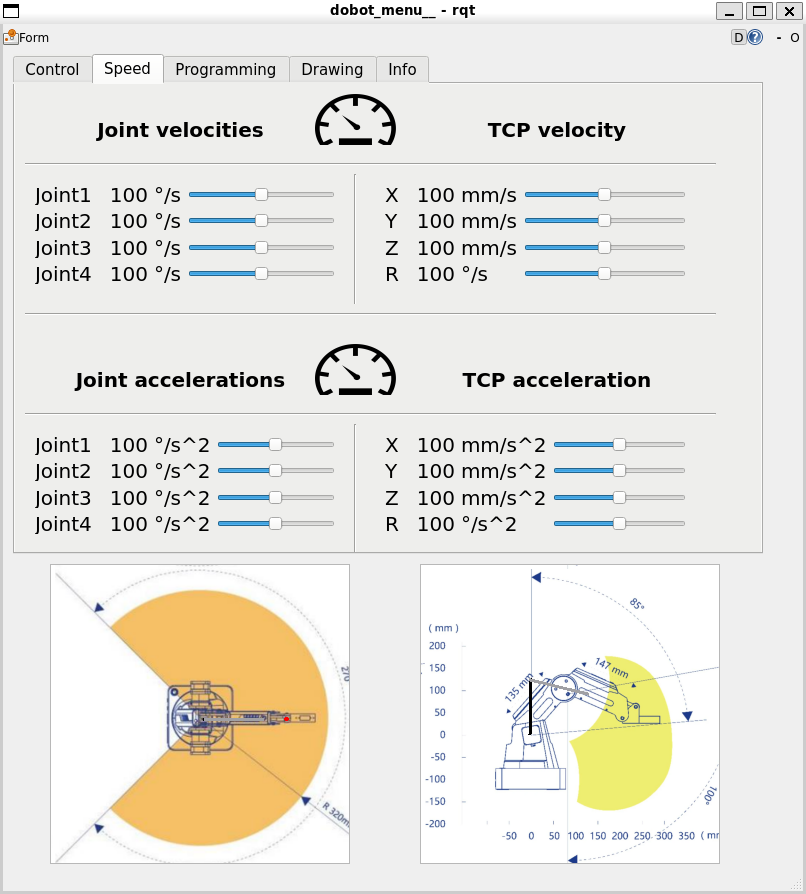 dobot_menu__ - rqt
Form
D
?
- O
Control Speed Programming Drawing Info
Joint velocities
TCP velocity
Joint1 100 °/s
Joint2 100 °/s
Joint3 100 °/s
Joint4 100 °/s
X 100 mm/s
Y 100 mm/s
Z 100 mm/s
R 100 °/s
Joint accelerations
TCP acceleration
Joint1 100 °/s^2
Joint2 100 °/s^2
Joint3 100 °/s^2
Joint4 100 °/s^2
X 100 mm/s^2
Y 100 mm/s^2
Z 100 mm/s^2
R 100 °/s^2
270
R 320m
85°
(mm)
200
150
100
50
0
-50
-100
-150
-200
135 mm
147 mm
100°
-50 0 50 100 150 200 250 300 350 (mm